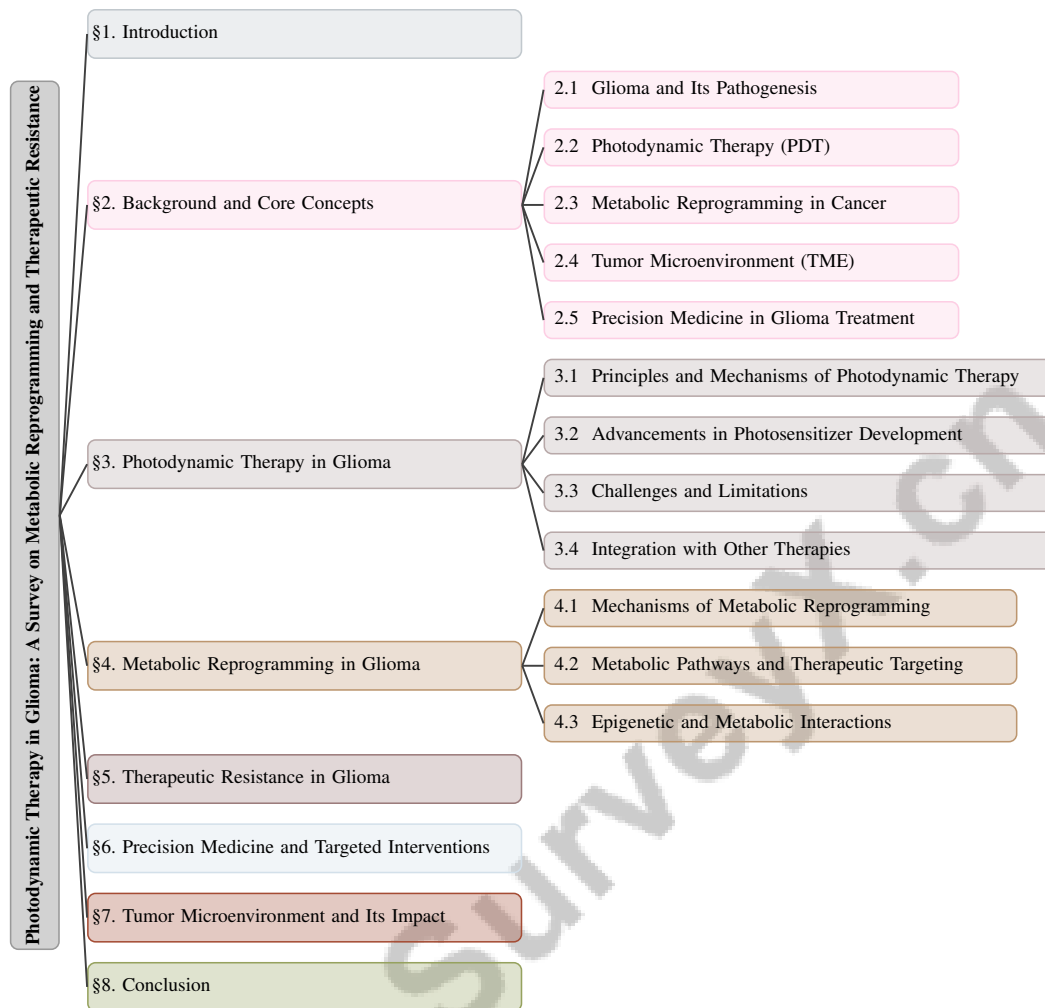 Photodynamic Therapy in Glioma: A Survey on Metabolic Reprogramming and Therapeutic Resistance
§1. Introduction
§2. Background and Core Concepts
2.1 Glioma and Its Pathogenesis
2.2 Photodynamic Therapy (PDT)
2.3 Metabolic Reprogramming in Cancer
2.4 Tumor Microenvironment (TME)
2.5 Precision Medicine in Glioma Treatment
§3. Photodynamic Therapy in Glioma
3.1 Principles and Mechanisms of Photodynamic Therapy
3.2 Advancements in Photosensitizer Development
3.3 Challenges and Limitations
3.4 Integration with Other Therapies
§4. Metabolic Reprogramming in Glioma
4.1 Mechanisms of Metabolic Reprogramming
4.2 Metabolic Pathways and Therapeutic Targeting
4.3 Epigenetic and Metabolic Interactions
§5. Therapeutic Resistance in Glioma
§6. Precision Medicine and Targeted Interventions
§7. Tumor Microenvironment and Its Impact
§8. Conclusion
Surveyx.cn